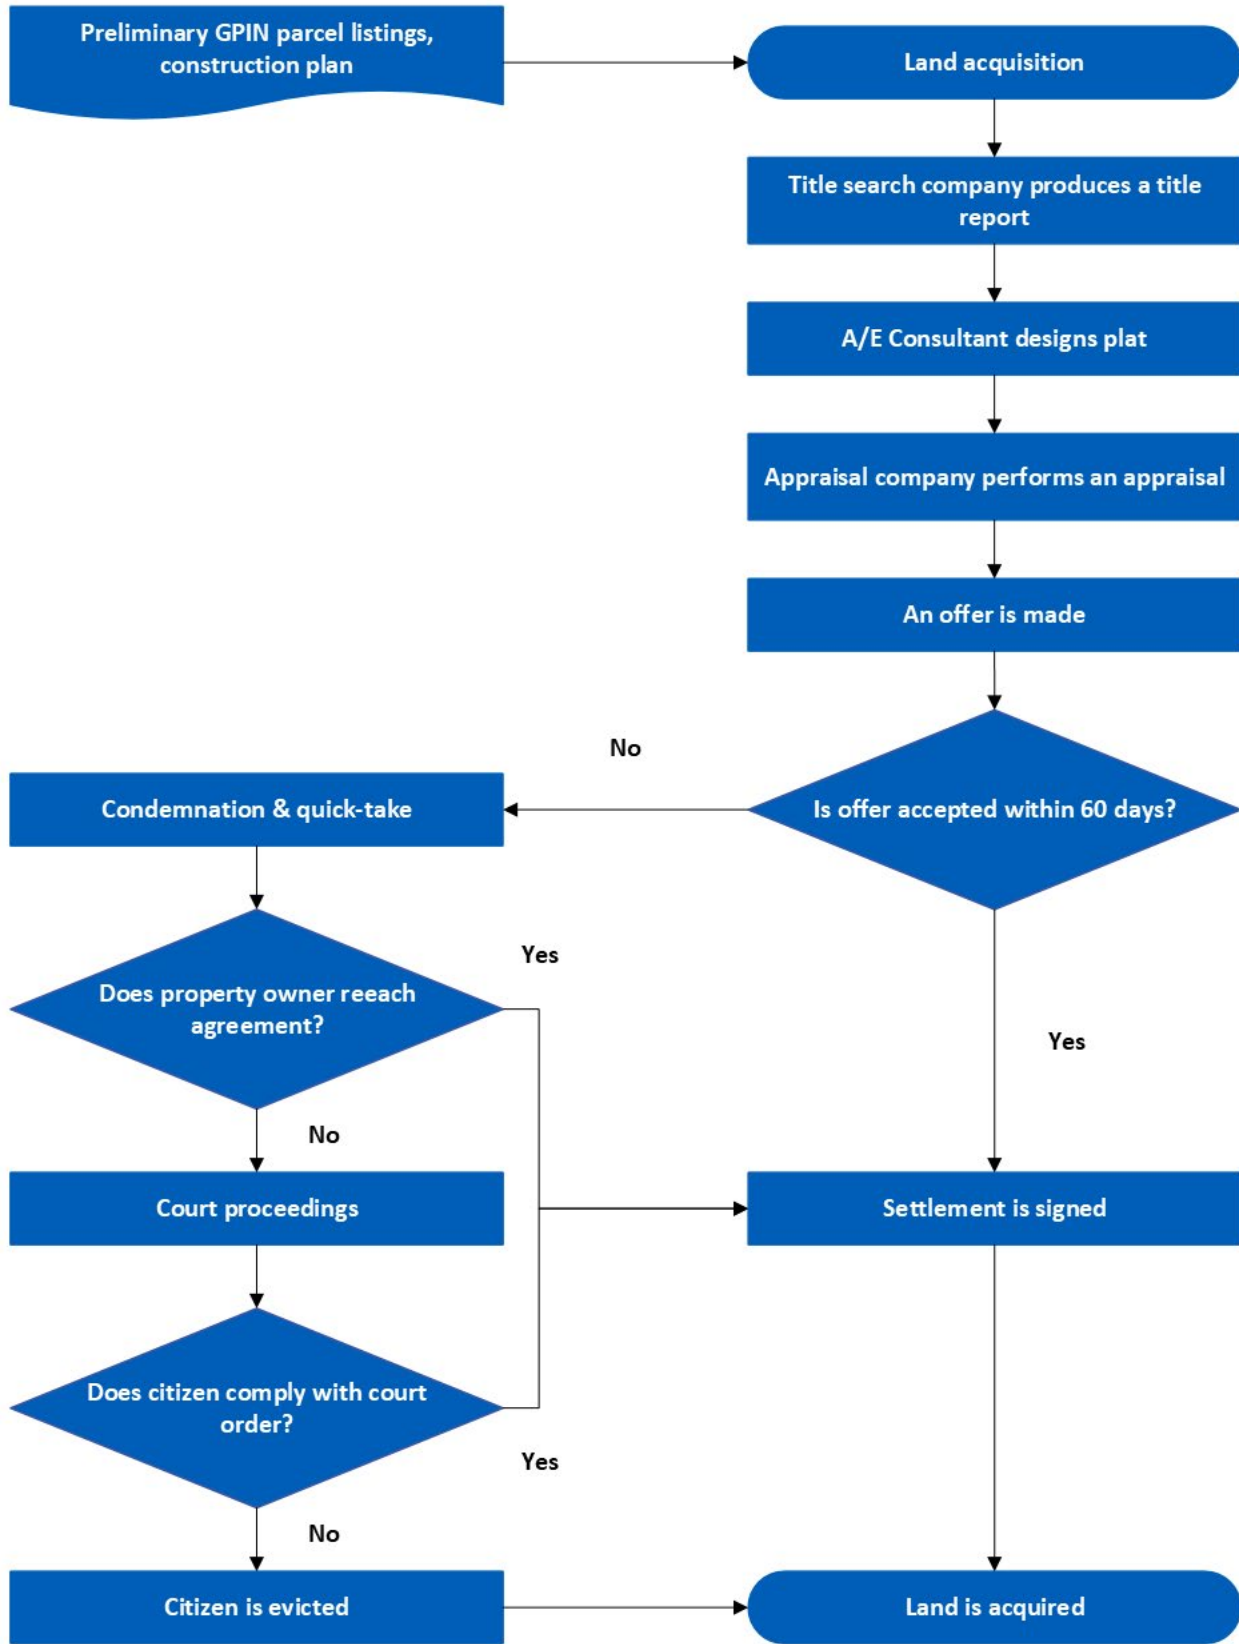 Preliminary GPIN parcel listings,
construction plan
Land acquisition
Title search company produces a title
report
A/E Consultant designs plat
Appraisal company performs an appraisal
An offer is made
Is offer accepted within 60 days?
No
Condemnation & quick-take
Yes
Does property owner reeach
agreement?
Yes
No
Court proceedings
Settlement is signed
Does citizen comply with court
order?
Yes
No
Citizen is evicted
Land is acquired